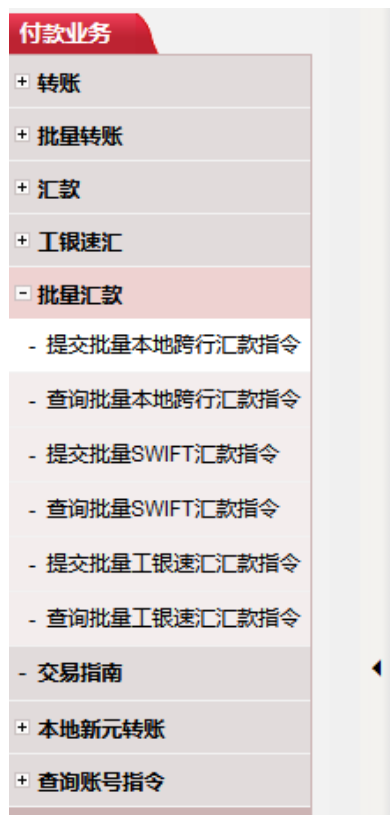 付款业务
转账
批量转账
汇款
工银速汇
批量汇款
- 提交批量本地跨行汇款指令
- 查询批量本地跨行汇款指令
- 提交批量SWIFT汇款指令
- 查询批量SWIFT汇款指令
- 提交批量工银速汇汇款指令
- 查询批量工银速汇汇款指令
- 交易指南
本地新元转账
查询账号指令